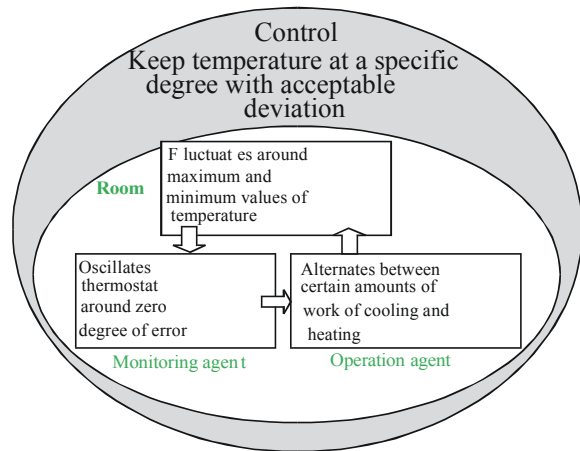 Control
Keep temperature at a specific
degree with acceptable
deviation
F luctuat es around
maximum and
minimum values of
temperature
Room
Oscillates
thermostat
around zero
degree of error
Alternates between
certain amounts of
work of cooling and
heating
Monitoring agent
Operation agent